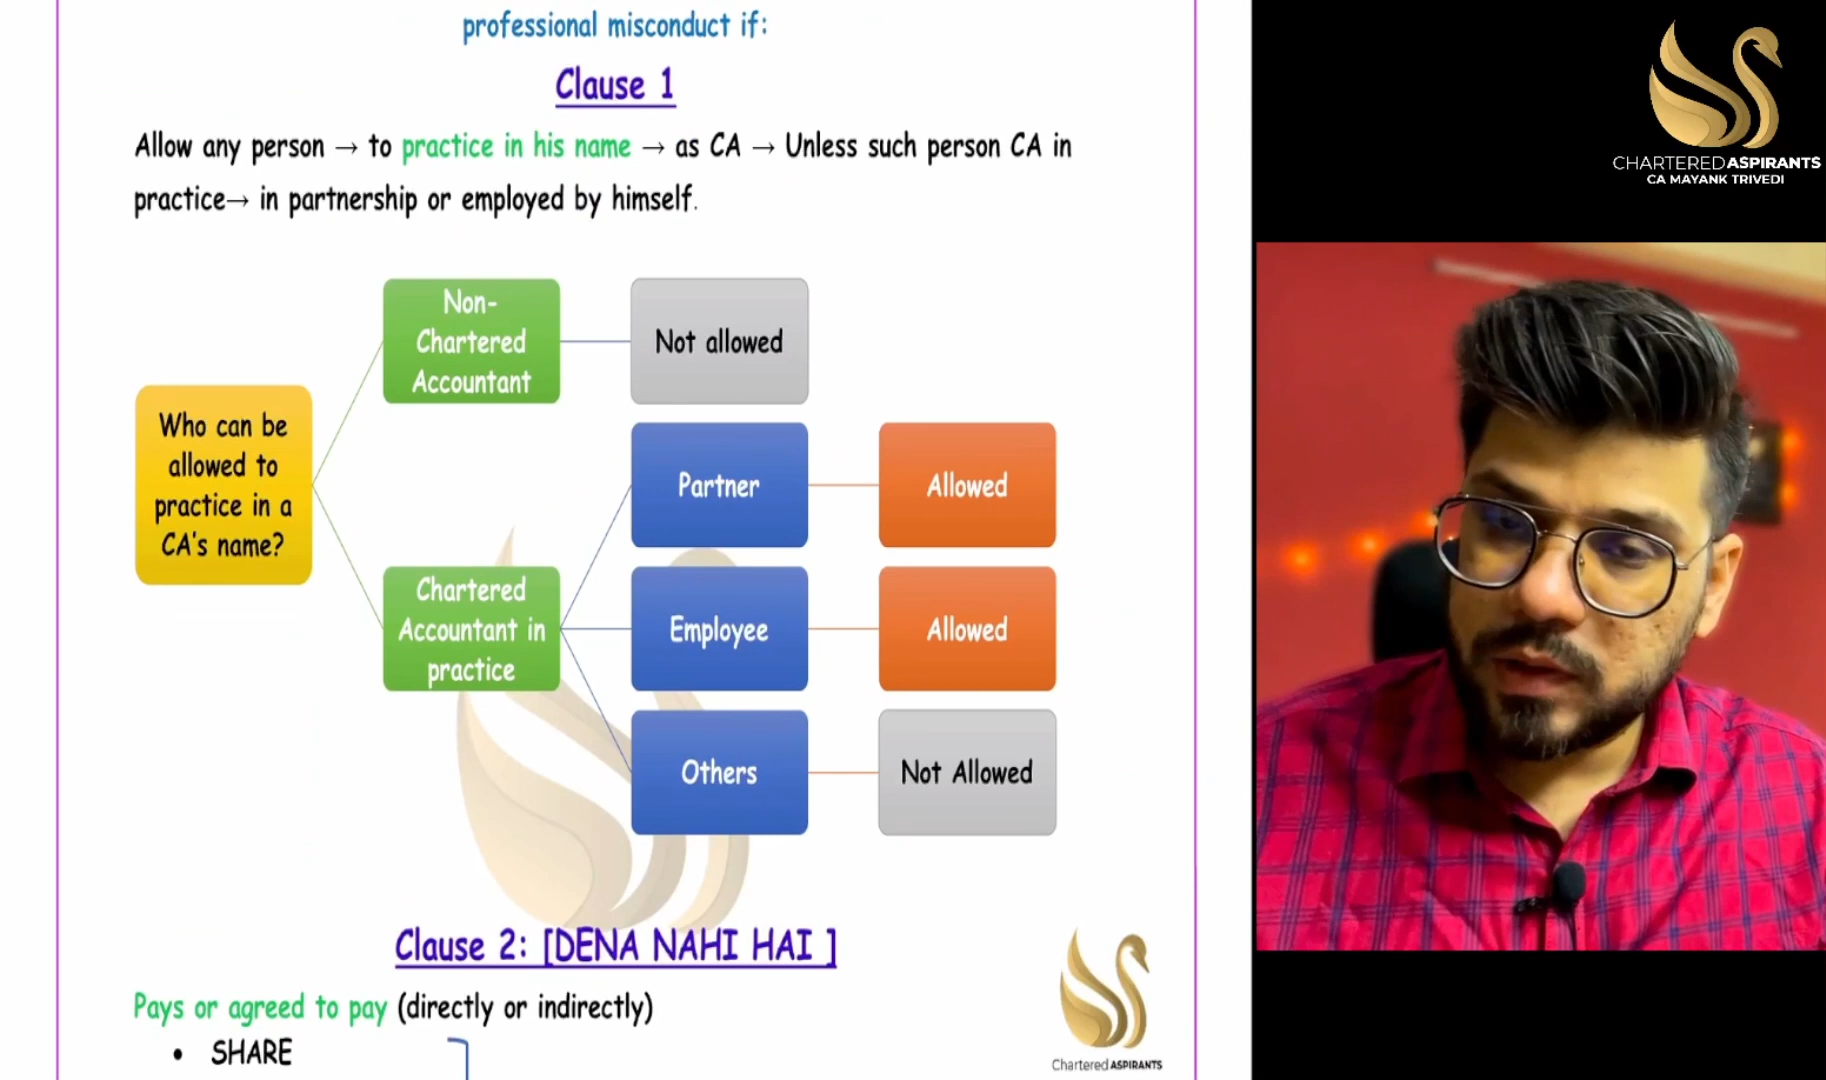 professional misconduct if:
Clause 1
Allow any person → to practice in his name → as CA → Unless such person CA in
practice→ in partnership or employed by himself.
Who can be
allowed to
practice in a
CA's name?
Non-
Chartered
Accountant
Not allowed
Chartered
Accountant in
practice
Partner
Allowed
Employee
Allowed
Others
Not Allowed
Clause 2: [DENA NAHI HAI ]
Pays or agreed to pay (directly or indirectly)
• SHARE
Chartered ASPIRANTS
CHARTEREDASPIRANTS
CA MAYANK TRIVEDI